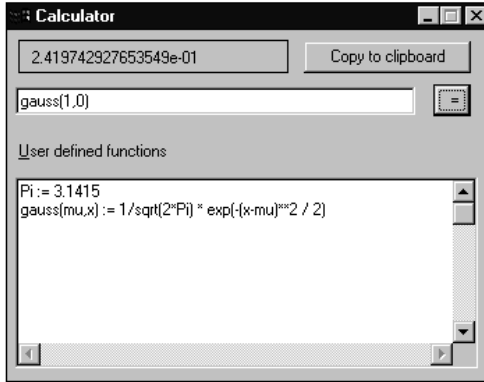 Calculator
2.419742927653549e-01
Copy to clipboard
gauss(1,0)
=
User defined functions
Pi := 3.1415
gauss(mu,x) := 1/sqrt(2*Pi) * exp(-(x-mu)**2 / 2)